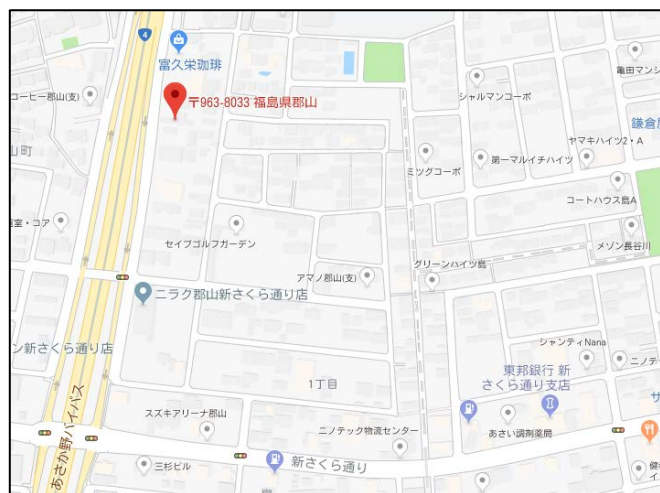 4
富久栄珈琲
亀田マンシ
コーヒー郡山(支)
〒963-8033 福島県郡山
シャルマンコーポ
鎌倉屋
ヤマキハイツ2・A
山町
ミツグコーポ
第一マルイチハイツ
コートハウス島A
室・コア
セイブゴルフガーデン
メゾン長谷川
グリーンハイツ島
アマノ郡山(支)
ニラク郡山新さくら通り店
シャンティNana
ン新さくら通り店
ニノテ
東邦銀行 新
さくら通り支店
1丁目
サ
あさか野バイパス
スズキアリーナ郡山
ニノテック物流センター
あさい調剤薬局
三杉ビル
新さくら通り